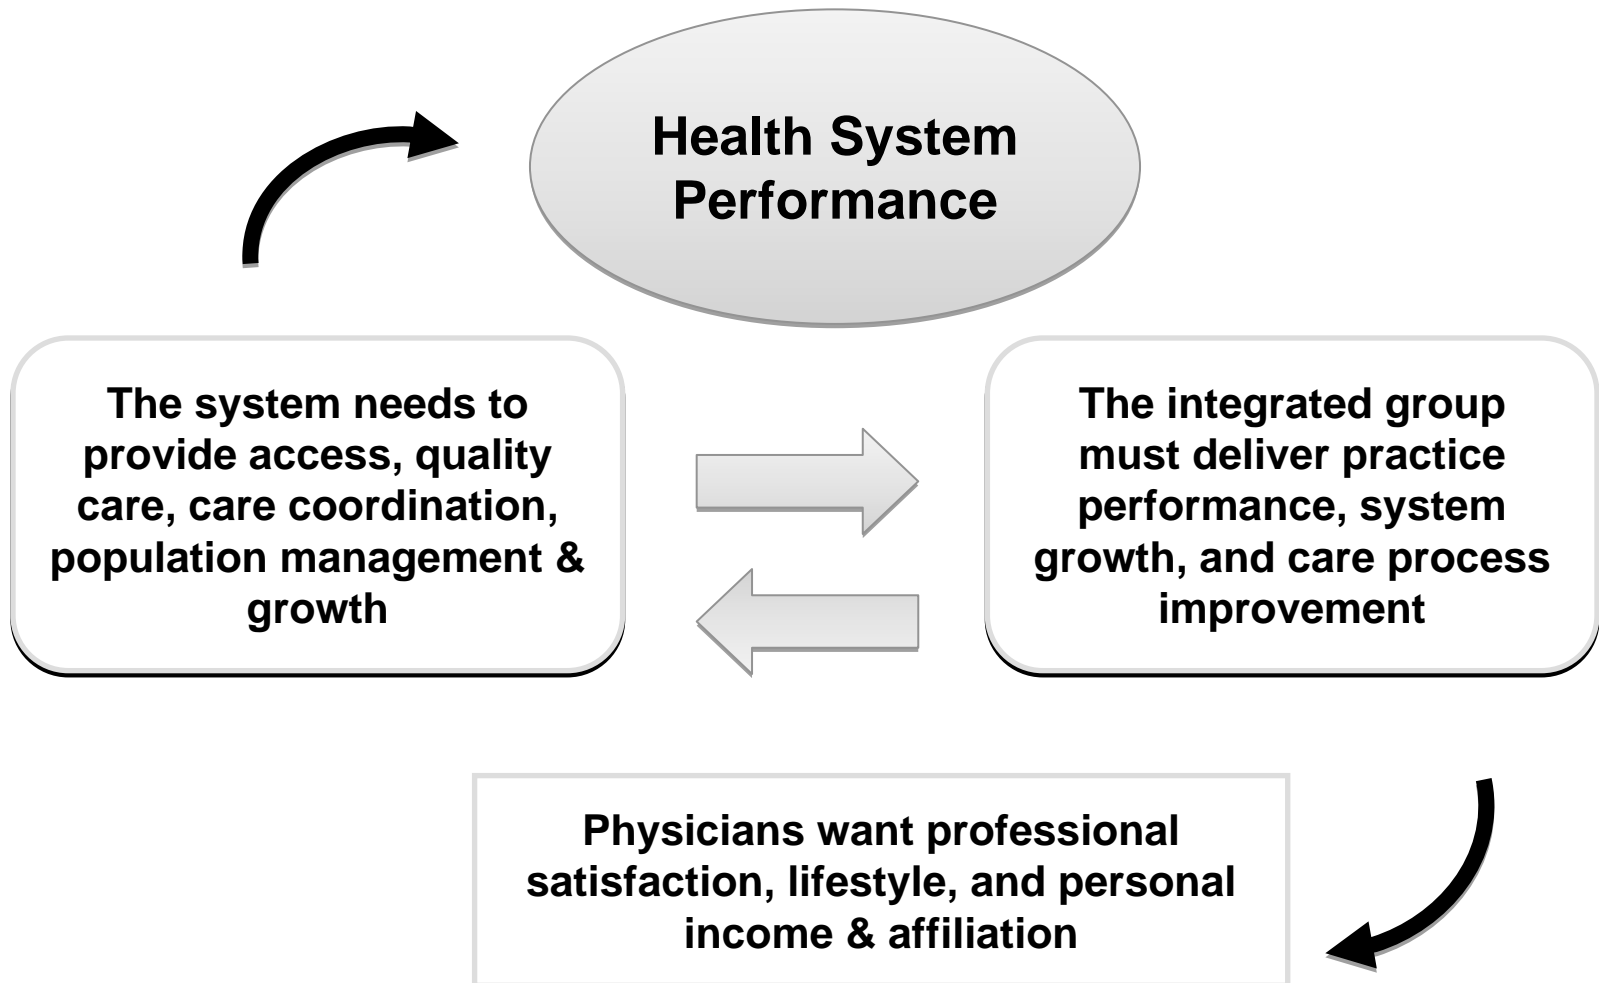 Health System
Performance
The system needs to
provide access, quality
care, care coordination,
population management &
growth
The integrated group
must deliver practice
performance, system
growth, and care process
improvement
Physicians want professional
satisfaction, lifestyle, and personal
income & affiliation